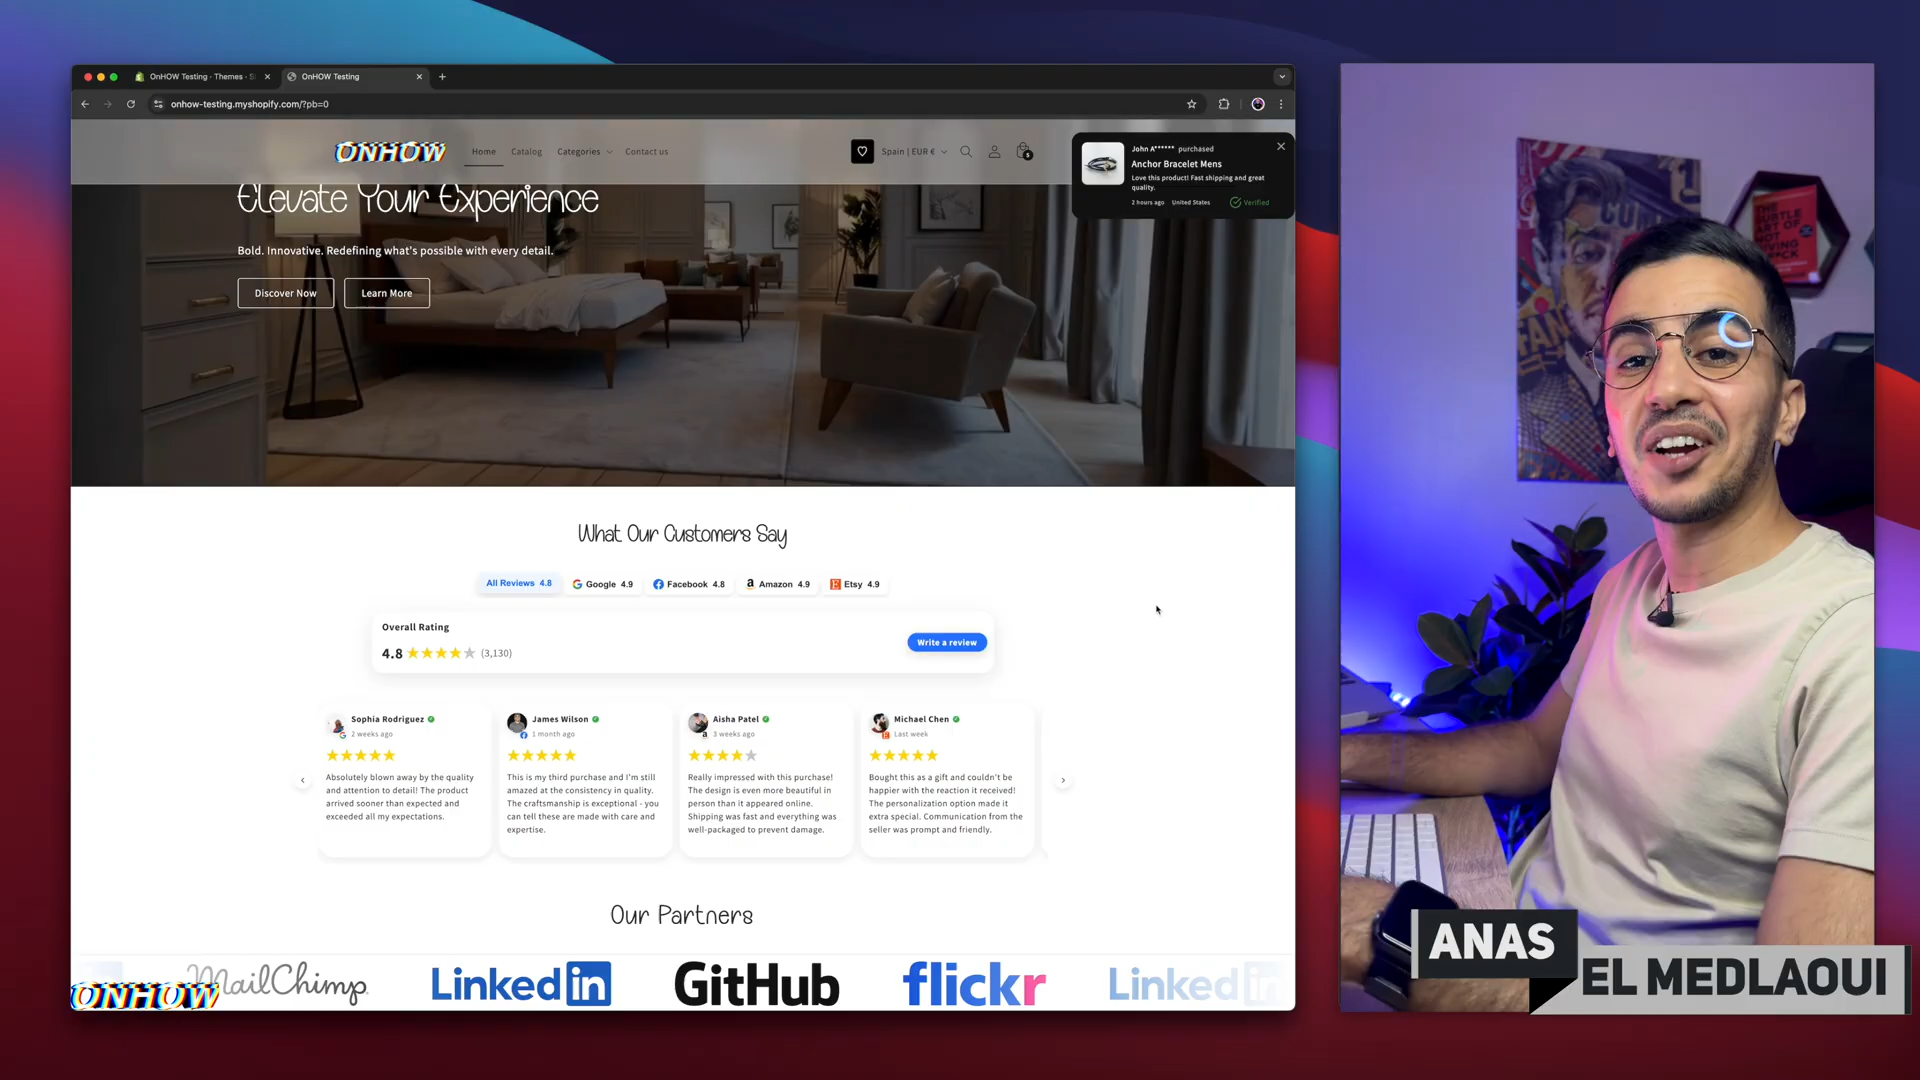 OnHOW Testing · Themes · S
OnHOW Testing
onhow-testing.myshopify.com/?pb=0
ONHOW
Home
Catalog
Categories
Contact us
Spain | EUR €
John A****** purchased
Anchor Bracelet Mens
Love this product! Fast shipping and great
quality.
2 hours ago
United States
Verified
Elevate Your Experience
Bold. Innovative. Redefining what's possible with every detail.
Discover Now
Learn More
What Our Customers Say
All Reviews 4.8
Google 4.9
Facebook 4.8
Amazon 4.9
Etsy 4.9
Overall Rating
4.8
(3,130)
Write a review
Sophia Rodriguez
2 weeks ago
Absolutely blown away by the quality
and attention to detail! The product
arrived sooner than expected and
exceeded all my expectations.
James Wilson
1 month ago
This is my third purchase and I'm still
amazed at the consistency in quality.
The craftsmanship is exceptional - you
can tell these are made with care and
expertise.
Aisha Patel
3 weeks ago
Really impressed with this purchase!
The design is even more beautiful in
person than it appeared online.
Shipping was fast and everything was
well-packaged to prevent damage.
Michael Chen
Last week
Bought this as a gift and couldn't be
happier with the reaction it received!
The personalization option made it
extra special. Communication from the
seller was prompt and friendly.
Our Partners
MailChimp
LinkedIn
GitHub
flickr
LinkedIn
ONHOW
SUBTLE
ART OF
NOT
GIVING
ANAS
EL MEDLAOUI